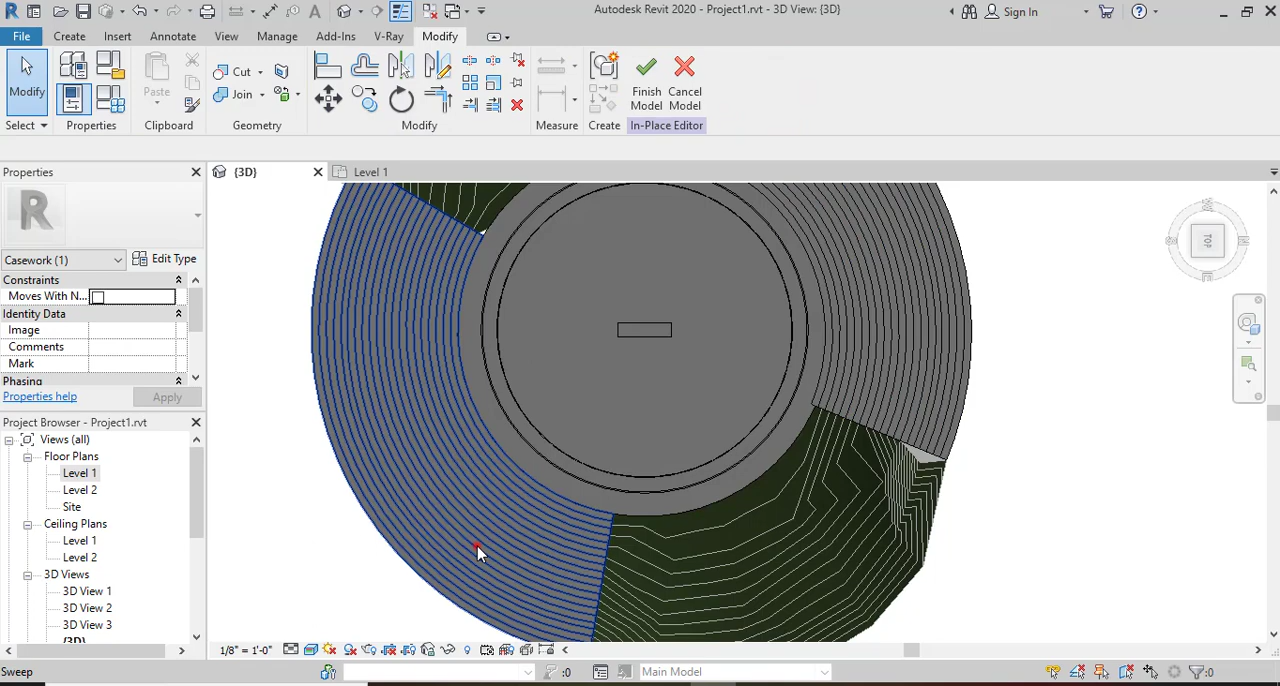 Autodesk Revit 2020 - Project1.rvt - 3D View: {3D}
Sign In
File Create Insert Annotate View Manage Add-Ins V-Ray Modify
Modify
Paste
Cut
Join
Finish Model
Cancel Model
Select Properties Clipboard Geometry Modify Measure Create In-Place Editor
Properties
{3D}
Level 1
R
Casework (1)
Edit Type
Constraints
Moves With N...
Identity Data
Image
Comments
Mark
Phasing
Properties help
Apply
Project Browser - Project1.rvt
Views (all)
Floor Plans
Level 1
Level 2
Site
Ceiling Plans
Level 1
Level 2
3D Views
3D View 1
3D View 2
3D View 3
{3D}
TOP
1/8" = 1'-0"
Sweep
:0
Main Model
:0